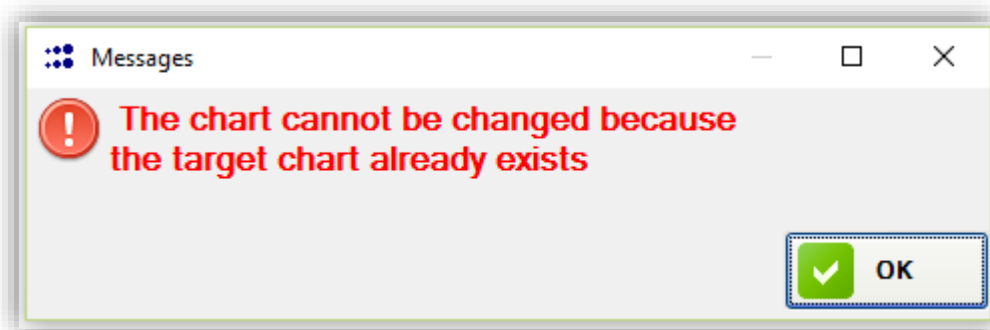 Messages
The chart cannot be changed because
the target chart already exists
OK